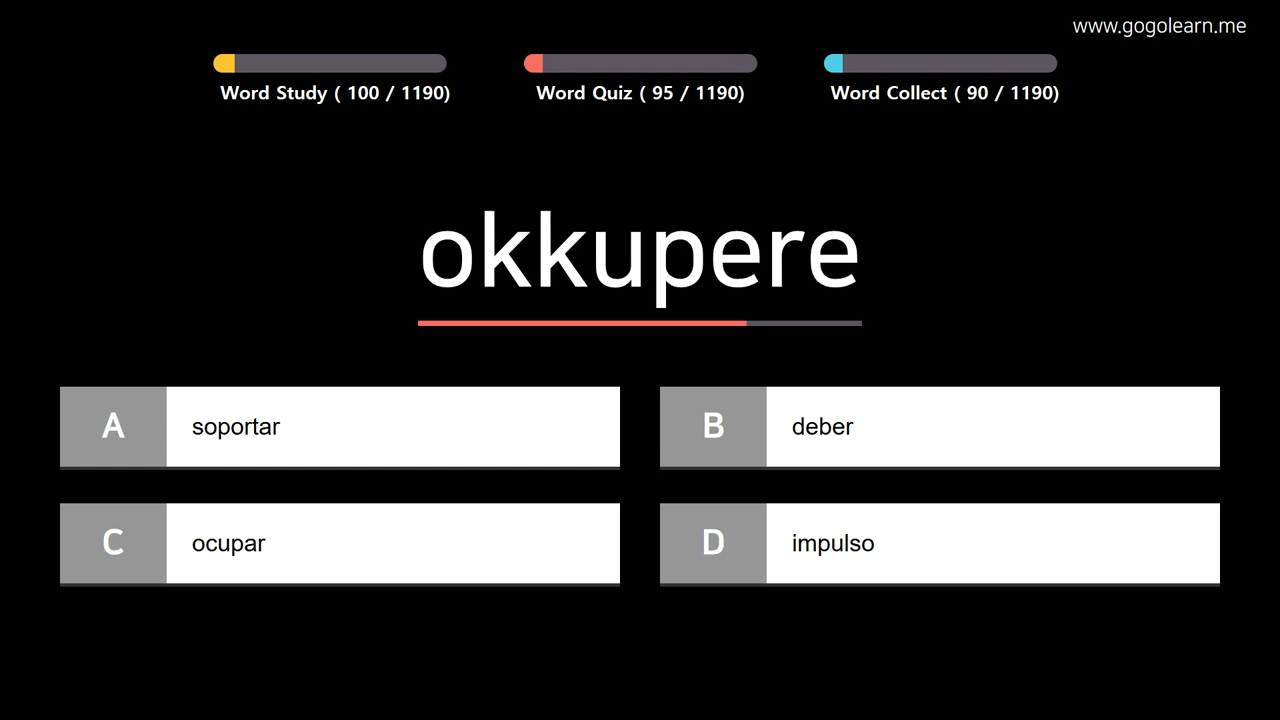 www.gogolearn.me
Word Study ( 100 / 1190)
Word Quiz ( 95 / 1190)
Word Collect ( 90 / 1190)
okkupere
A soportar
B deber
C ocupar
D impulso